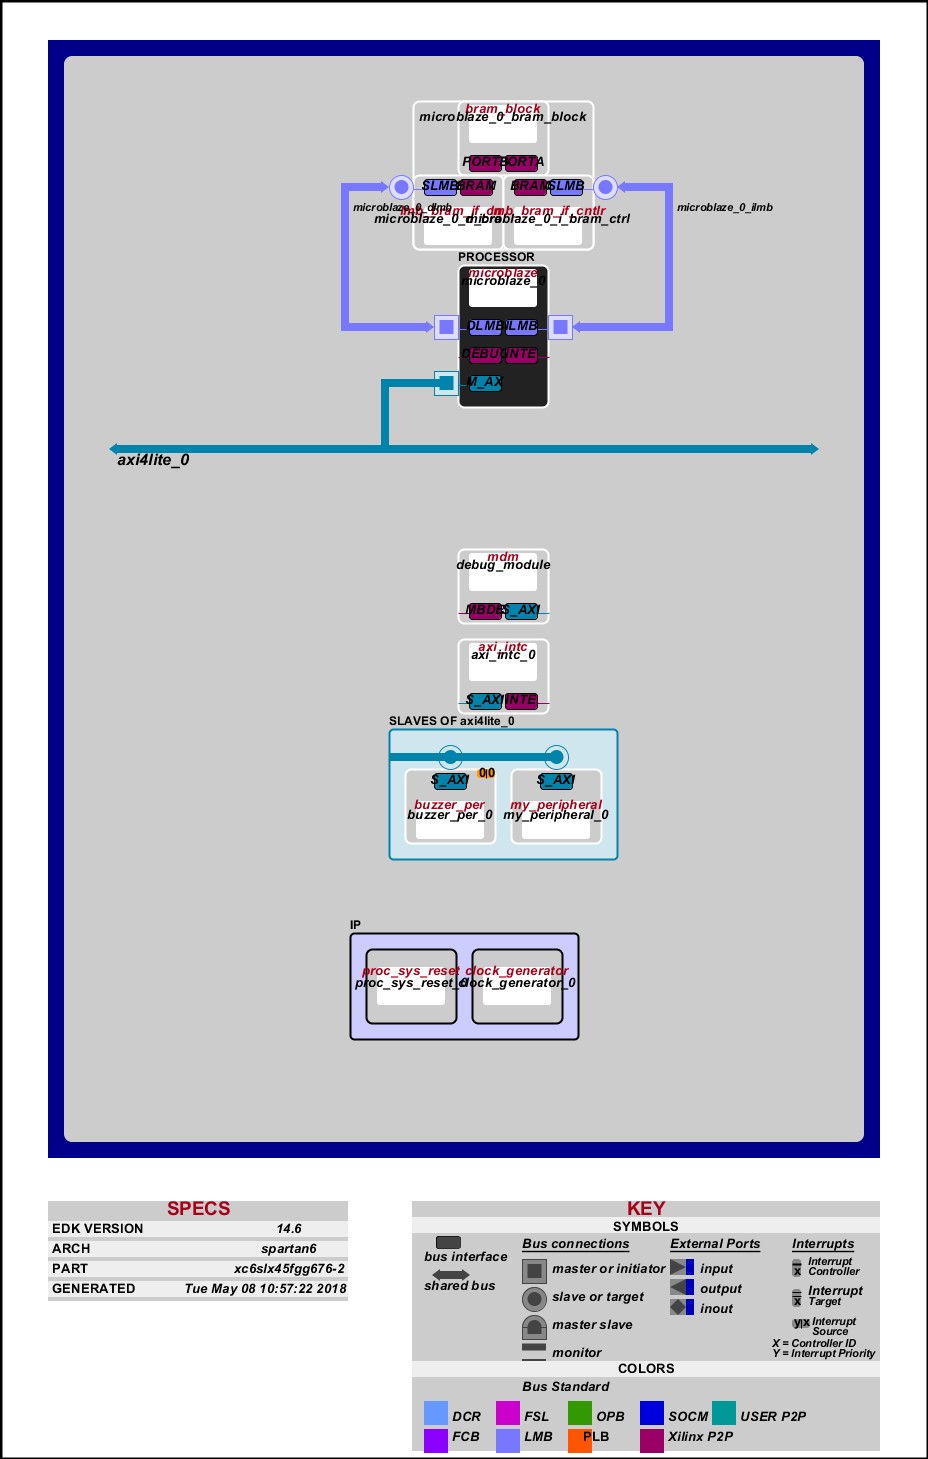 bram_block
microblaze_0_bram_block
PORTB PORTA
SLMB BRAM BRAM SLMB
microblaze_0_dlmb
microblaze_0_ilmb
lmb_bram_if_cntlr
microblaze_0_i_bram_ctrl
PROCESSOR
microblaze
microblaze_0
DLMB ILMB
DEBUG INTE
M_AX
axi4lite_0
mdm
debug_module
MBDE S_AXI
axi_intc
axi_intc_0
S_AXI INTE
SLAVES OF axi4lite_0
0|0
S_AXI S_AXI
buzzer_per my_peripheral
buzzer_per_0 my_peripheral_0
IP
proc_sys_reset clock_generator
proc_sys_reset_0 clock_generator_0
SPECS
EDK VERSION 14.6
ARCH spartan6
PART xc6slx45fgg676-2
GENERATED Tue May 08 10:57:22 2018
KEY
SYMBOLS
bus interface
shared bus
Bus connections
master or initiator
slave or target
master slave
monitor
External Ports
input
output
inout
Interrupts
x Interrupt
Controller
x Interrupt
Target
y|x Interrupt
Source
X = Controller ID
Y = Interrupt Priority
COLORS
Bus Standard
DCR FSL OPB SOCM USER P2P
FCB LMB PLB Xilinx P2P